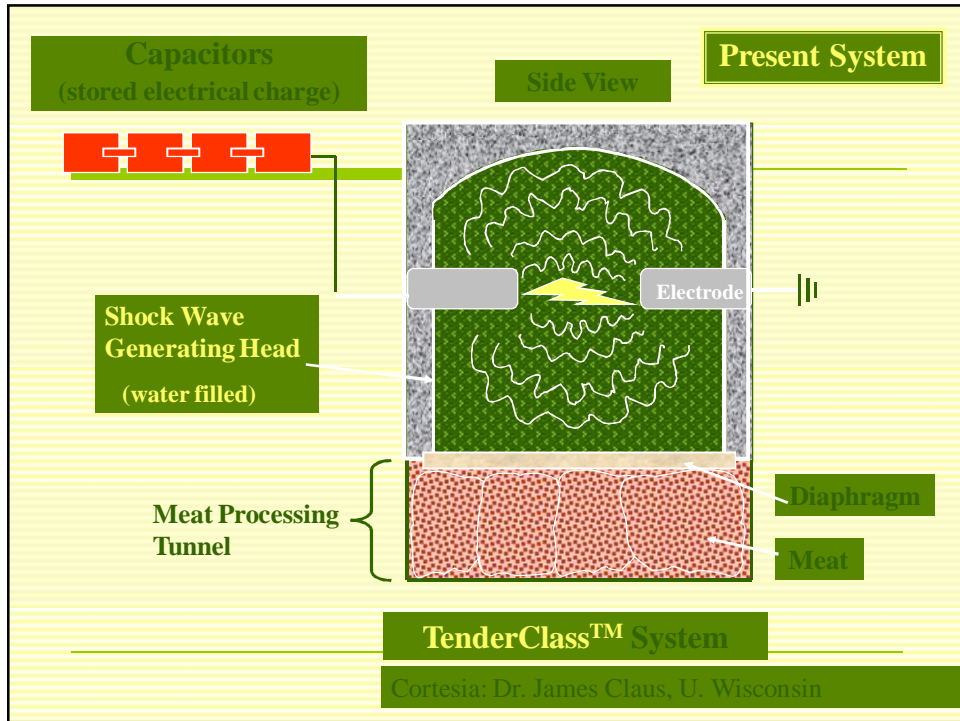 Capacitors
(stored electrical charge)
Present System
Side View
Electrode
Shock Wave
Generating Head
(water filled)
Meat Processing
Tunnel
Diaphragm
Meat
TenderClass™ System
Cortesia: Dr. James Claus, U. Wisconsin